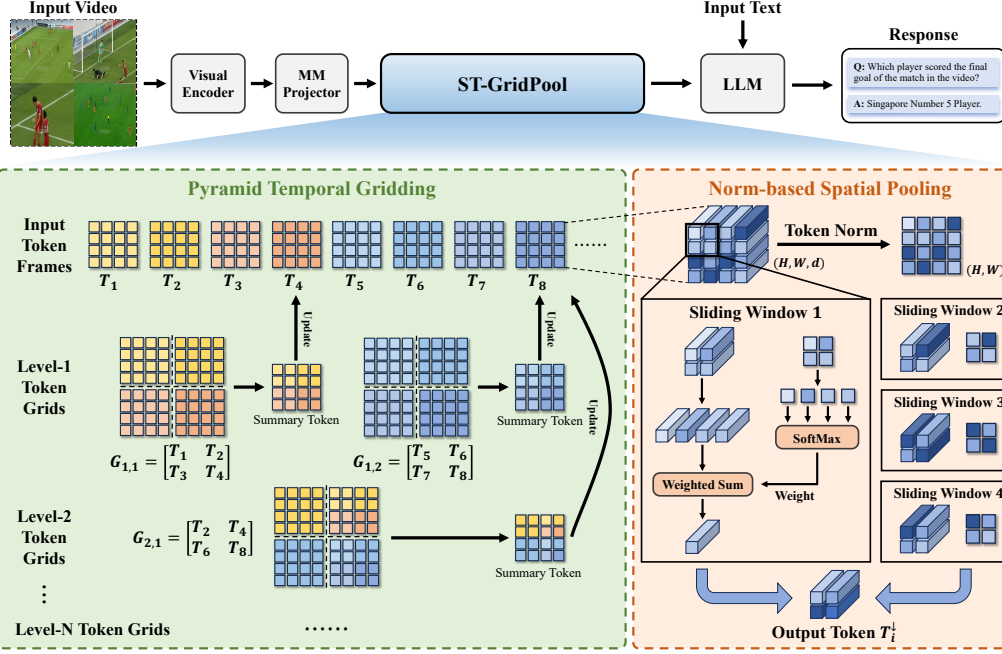 Input Video
Input Text
Response
Visual
Encoder
MM
Projector
ST-GridPool
LLM
Q: Which player scored the final
goal of the match in the video?
A: Singapore Number 5 Player.
Pyramid Temporal Gridding
Input
Token
Frames
T1 T2 T3 T4 T5 T6 T7 T8
......
Update
Update
Update
Level-1
Token
Grids
Summary Token
Summary Token
G1,1 = [T1 T2
T3 T4]
G1,2 = [T5 T6
T7 T8]
Level-2
Token
Grids
G2,1 = [T2 T4
T6 T8]
Summary Token
Level-N Token Grids
......
Norm-based Spatial Pooling
Token Norm
(H, W, d)
(H, W)
Sliding Window 1
SoftMax
Weighted Sum
Weight
Sliding Window 2
Sliding Window 3
Sliding Window 4
Output Token Ti↓